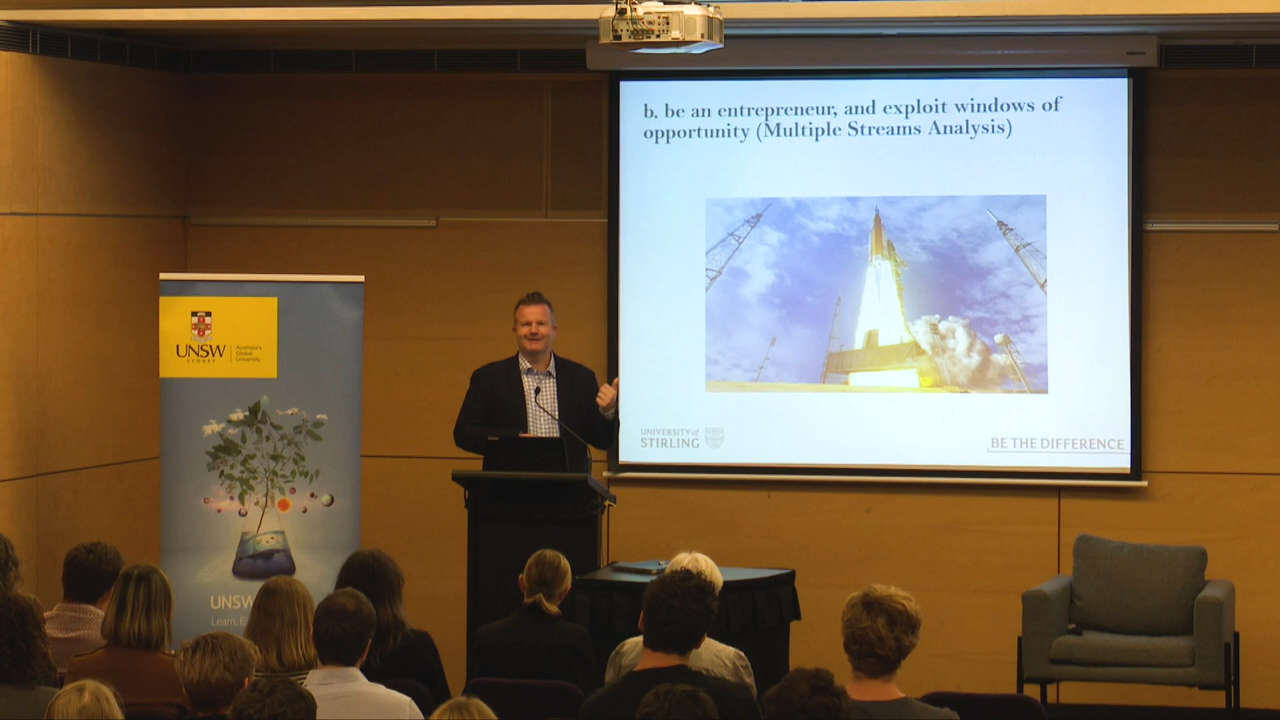 b. be an entrepreneur, and exploit windows of
opportunity (Multiple Streams Analysis)
UNSW
SYDNEY
Australia's
Global
University
UNIVERSITY of
STIRLING
BE THE DIFFERENCE
UNSW
Learn.